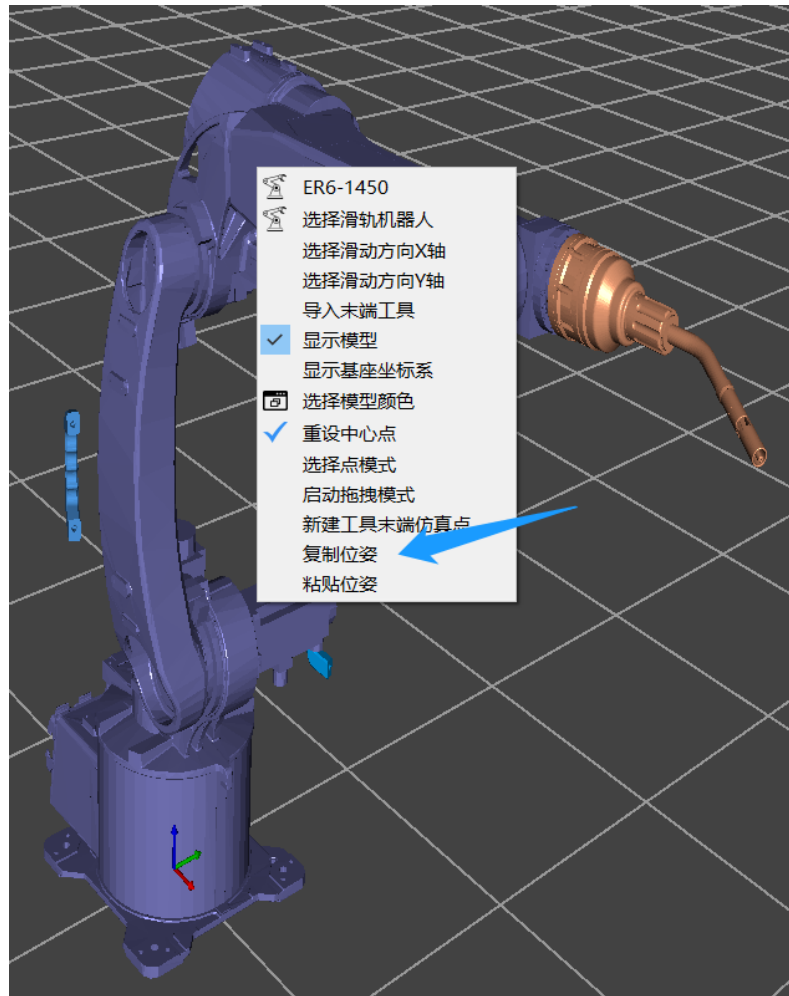 ER6-1450
选择滑轨机器人
选择滑动方向X轴
选择滑动方向Y轴
导入末端工具
显示模型
显示基座坐标系
选择模型颜色
重设中心点
选择点模式
启动拖拽模式
新建工具末端仿真点
复制位姿
粘贴位姿